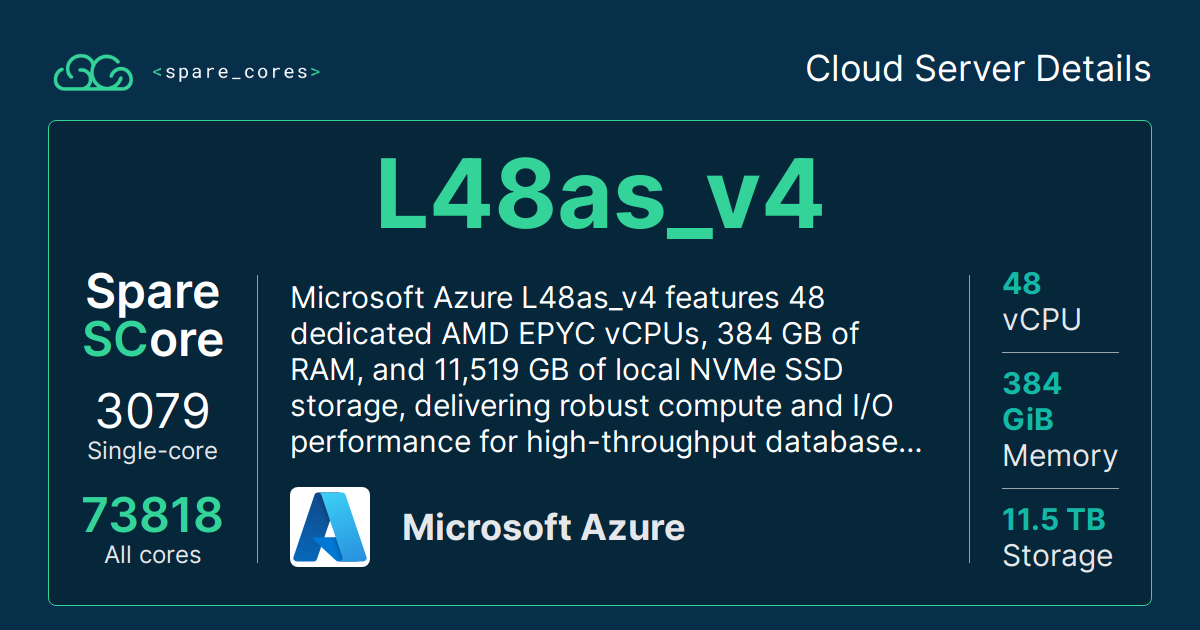 <spare_cores>
Cloud Server Details
L48as_v4
Spare
SCore
3079
Single-core
73818
All cores
Microsoft Azure L48as_v4 features 48
dedicated AMD EPYC vCPUs, 384 GB of
RAM, and 11,519 GB of local NVMe SSD
storage, delivering robust compute and I/O
performance for high-throughput database...
Microsoft Azure
48
vCPU
384
GiB
Memory
11.5 TB
Storage